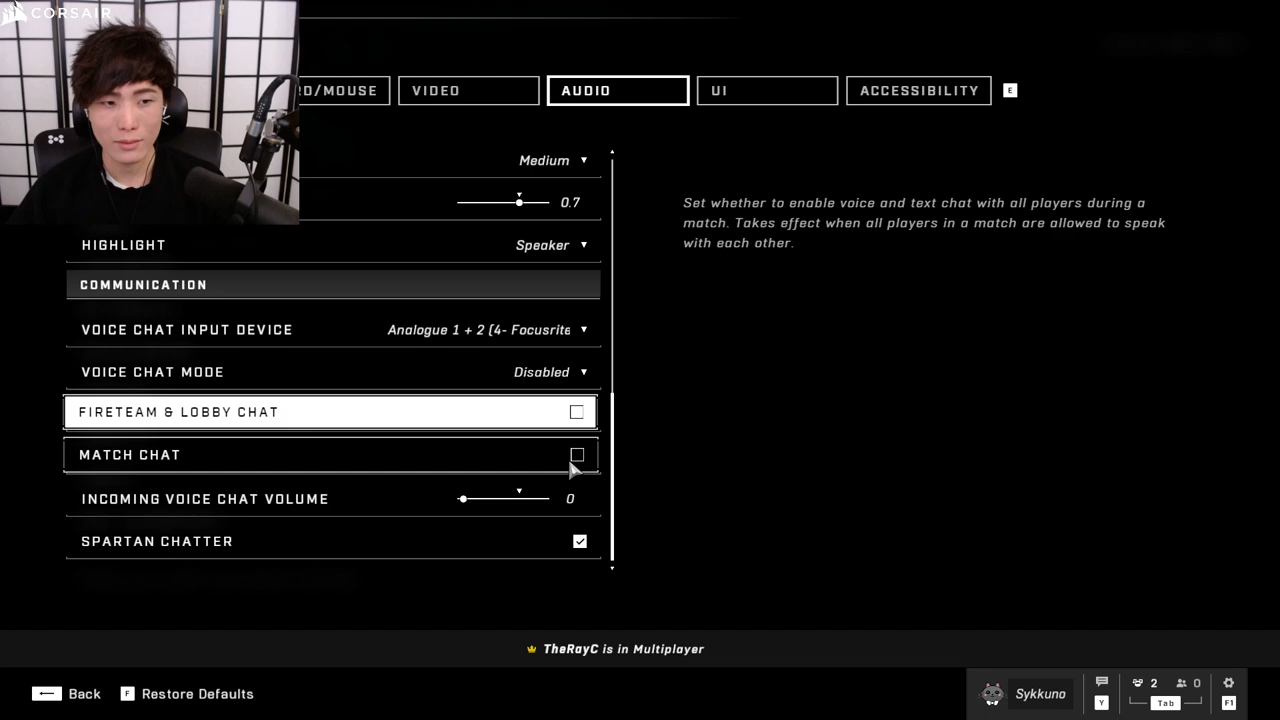 CORSAIR
D/MOUSE
VIDEO
AUDIO
UI
ACCESSIBILITY
E
Medium
0.7
HIGHLIGHT Speaker
COMMUNICATION
VOICE CHAT INPUT DEVICE Analogue 1 + 2 (4- Focusrite
VOICE CHAT MODE Disabled
FIRETEAM & LOBBY CHAT
MATCH CHAT
INCOMING VOICE CHAT VOLUME 0
SPARTAN CHATTER
Set whether to enable voice and text chat with all players during a
match. Takes effect when all players in a match are allowed to speak
with each other.
TheRayC is in Multiplayer
Back
F Restore Defaults
Sykkuno
Y
2
0
Tab
F1